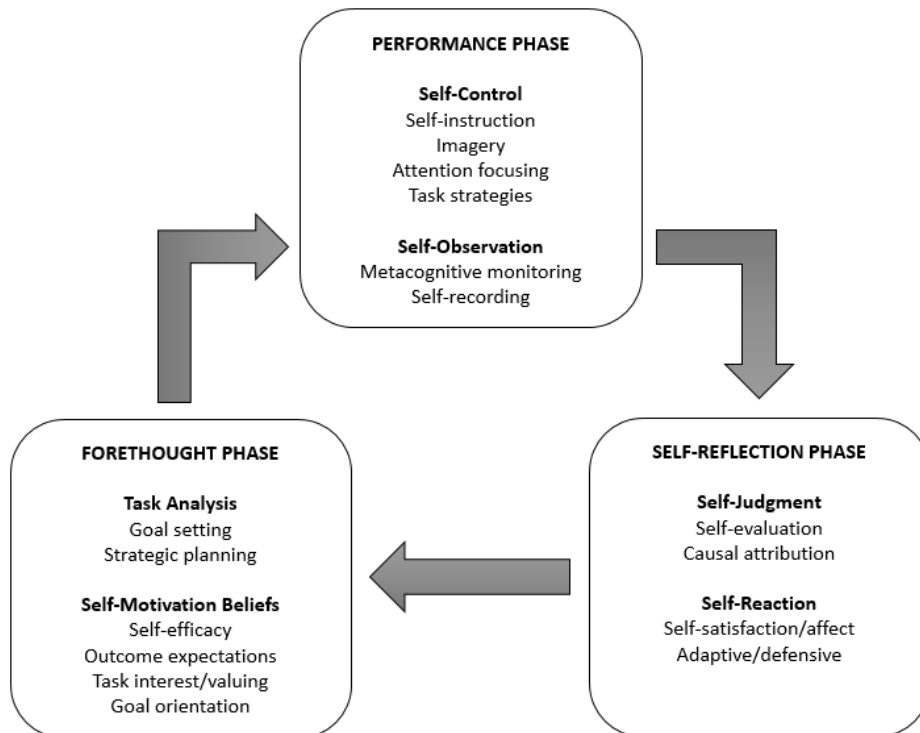 PERFORMANCE PHASE
Self-Control
Self-instruction
Imagery
Attention focusing
Task strategies
Self-Observation
Metacognitive monitoring
Self-recording
FORETHOUGHT PHASE
Task Analysis
Goal setting
Strategic planning
Self-Motivation Beliefs
Self-efficacy
Outcome expectations
Task interest/valuing
Goal orientation
SELF-REFLECTION PHASE
Self-Judgment
Self-evaluation
Causal attribution
Self-Reaction
Self-satisfaction/affect
Adaptive/defensive